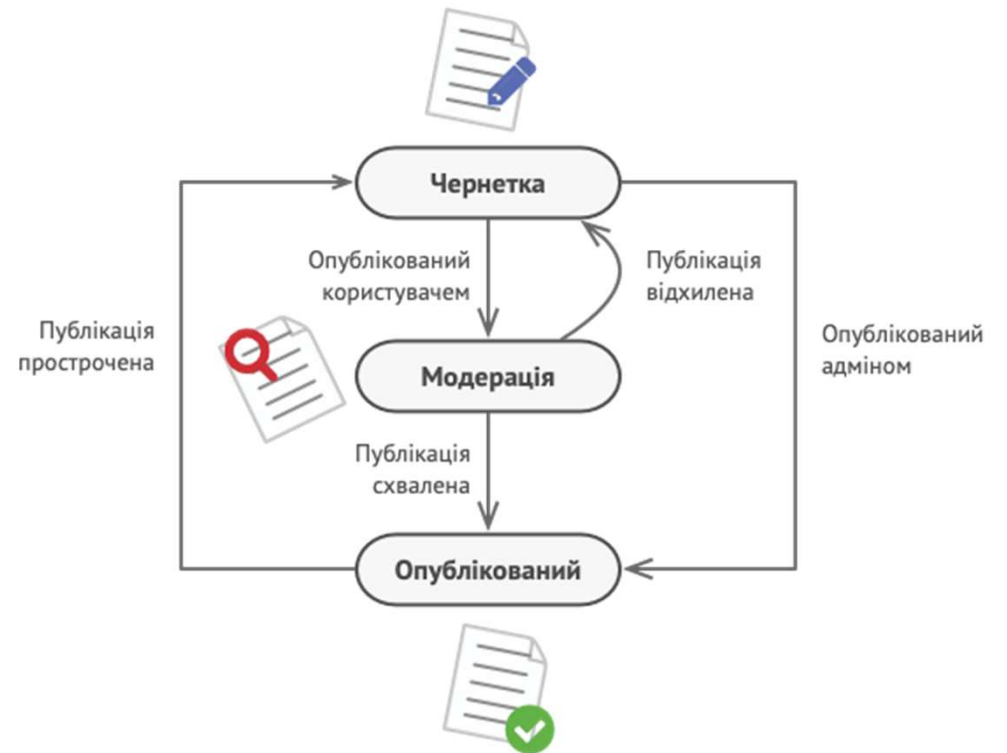 Чернетка
Опублікований
користувачем
Публікація
відхилена
Публікація
прострочена
Опублікований
адміном
Модерація
Публікація
схвалена
Опублікований